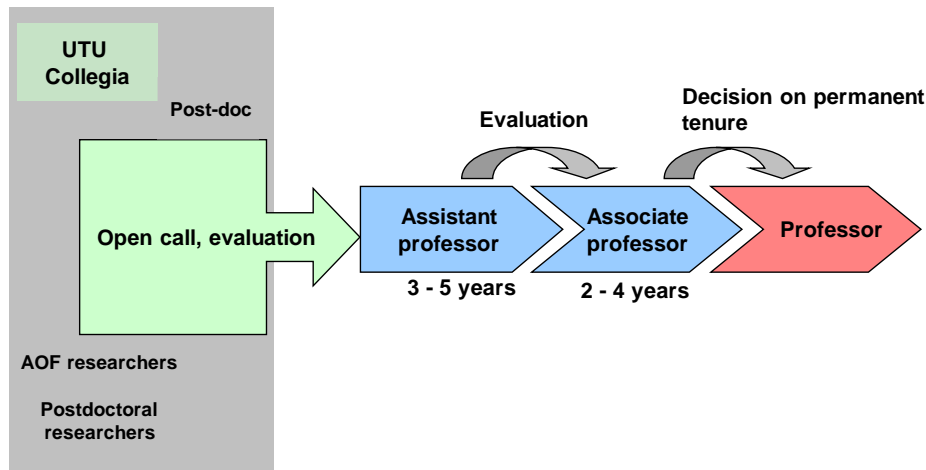 UTU
Collegia
Post-doc
Open call, evaluation
AOF researchers
Postdoctoral
researchers
Evaluation
Decision on permanent
tenure
Assistant
professor
Associate
professor
Professor
3 - 5 years
2 - 4 years